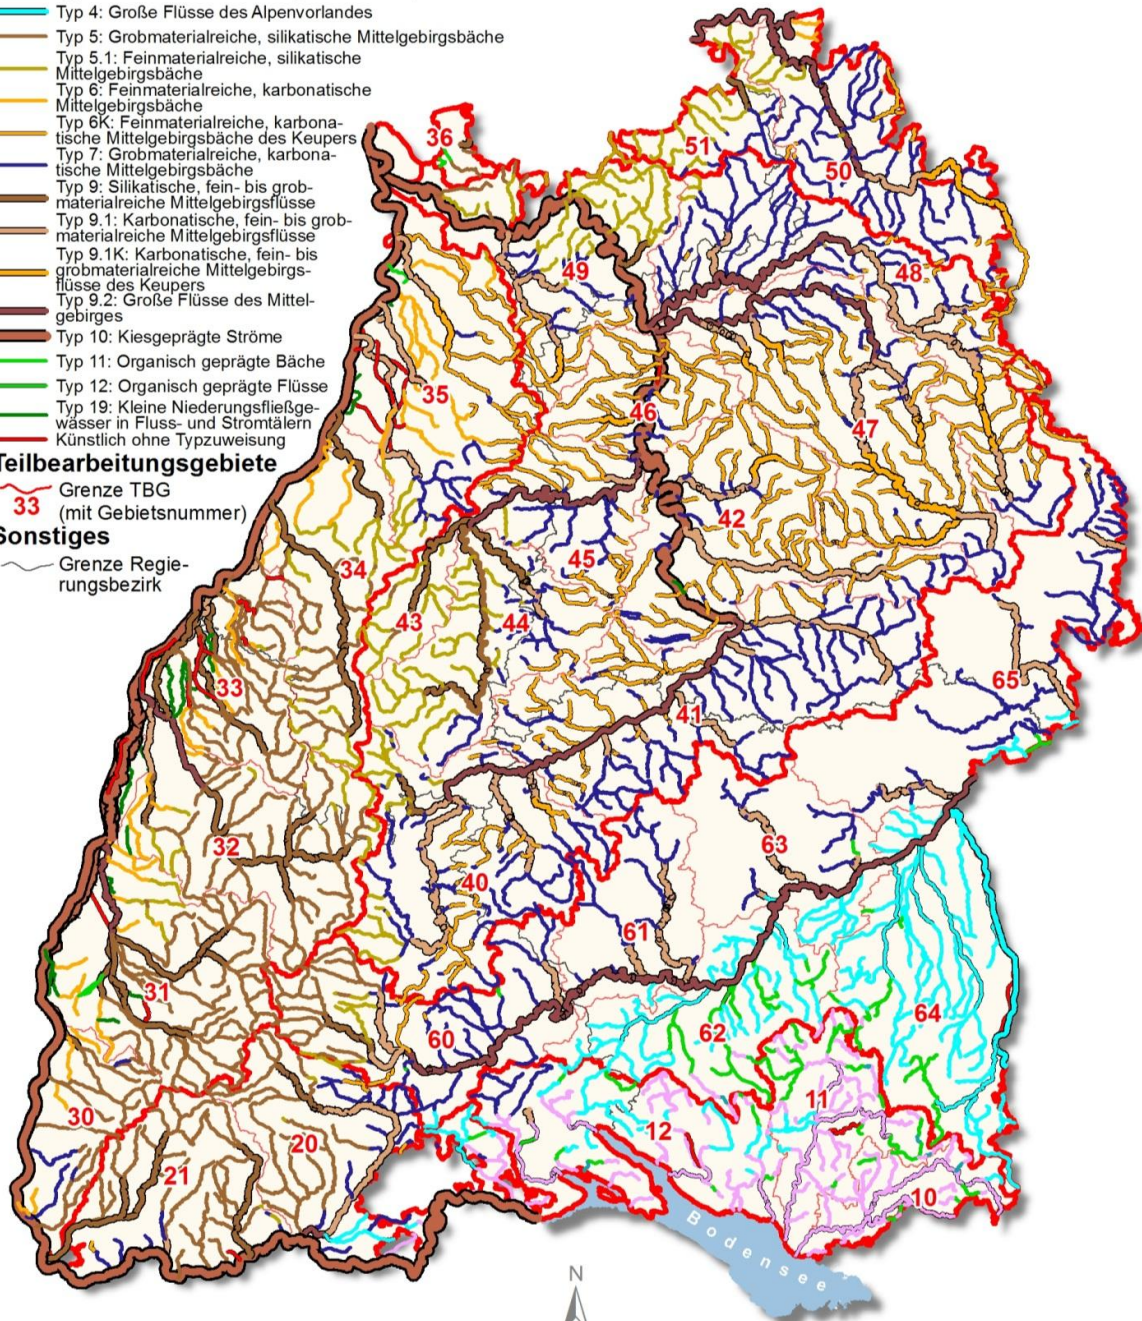 Typ 4: Große Flüsse des Alpenvorlandes
Typ 5: Grobmaterialreiche, silikatische Mittelgebirgsbäche
Typ 5.1: Feinmaterialreiche, silikatische
Mittelgebirgsbäche
Typ 6: Feinmaterialreiche, karbonatische
Mittelgebirgsbäche
Typ 6K: Feinmaterialreiche, karbona-
tische Mittelgebirgsbäche des Keupers
Typ 7: Grobmaterialreiche, karbona-
tische Mittelgebirgsbäche
Typ 9: Silikatische, fein- bis grob-
materialreiche Mittelgebirgsflüsse
Typ 9.1: Karbonatische, fein- bis grob-
materialreiche Mittelgebirgsflüsse
Typ 9.1K: Karbonatische, fein- bis
grobmaterialreiche Mittelgebirgs-
flüsse des Keupers
Typ 9.2: Große Flüsse des Mittel-
gebirges
Typ 10: Kiesgeprägte Ströme
Typ 11: Organisch geprägte Bäche
Typ 12: Organisch geprägte Flüsse
Typ 19: Kleine Niederungsfließge-
wässer in Fluss- und Stromtälern
Künstlich ohne Typzuweisung
Teilbearbeitungsgebiete
33 Grenze TBG
(mit Gebietsnummer)
Sonstiges
Grenze Regie-
rungsbezirk
36
51
50
49
48
35
46
47
42
34
45
43
44
33
65
41
32
63
40
61
31
64
60
62
30
11
12
20
21
10
Bodensee
N